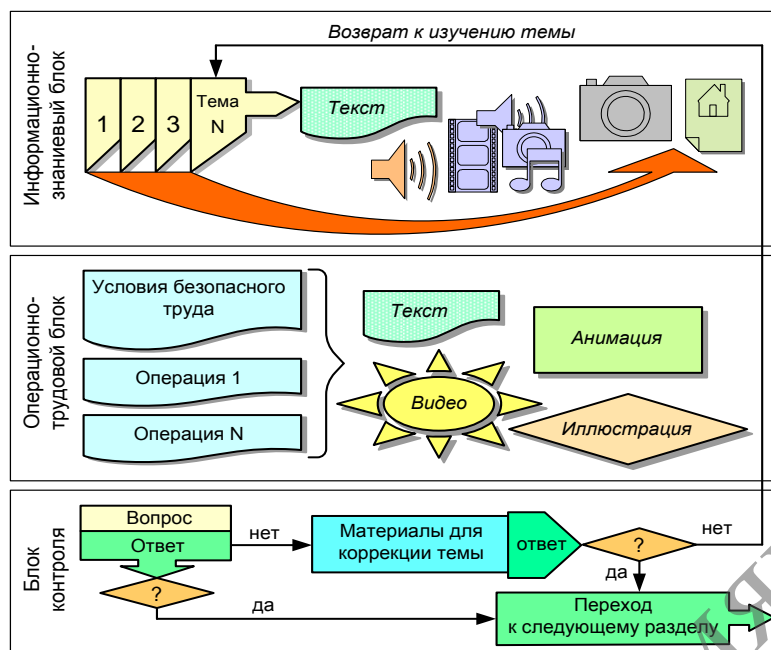 Информационно-
знаниевый блок
Возврат к изучению темы
1
2
3
Тема
N
Текст
Операционно-
трудовой блок
Условия безопасного
труда
Операция 1
Операция N
Текст
Видео
Анимация
Иллюстрация
Блок
контроля
Вопрос
Ответ
?
нет
да
Материалы для
коррекции темы
ответ
?
нет
да
Переход
к следующему разделу